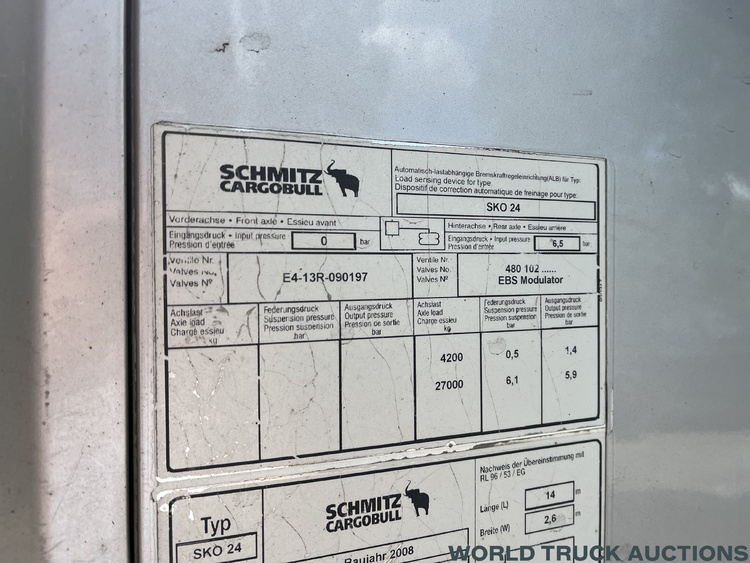 SCHMITZ
CARGOBULL
Automatisch-lastabhängige Bremskraftregeleinrichtung(ALB) für Typ:
Load sensing device for type:
Dispositif de correction automatique de freinage pour type:
SKO 24
Vorderachse • Front axle • Essieu avant
Eingangsdruck • Input pressure
Pression d'entrée
0
bar
Hinterachse • Rear axle • Essieu arrière
Eingangsdruck • Input pressure
Pression d'entrée
6,5
bar
Ventile Nr.
Valves No.
Valves N°
E4-13R-090197
Ventile Nr.
Valves No.
Valves N°
480 102 ......
EBS Modulator
Achslast
Axle load
Charge essieu
kg
Federungsdruck
Suspension pressure
Pression suspension
bar
Ausgangsdruck
Output pressure
Pression de sortie
bar
Achslast
Axle load
Charge essieu
kg
Federungsdruck
Suspension pressure
Pression suspension
bar
Ausgangsdruck
Output pressure
Pression de sortie
bar
4200 0,5 1,4
27000 6,1 5,9
Typ
SKO 24
SCHMITZ
CARGOBULL
Baujahr 2008
Nachweis der Übereinstimmung mit
RL 96 / 53 / EG
Länge (L) 14 m
Breite (W) 2,6 m
WORLD TRUCK AUCTIONS